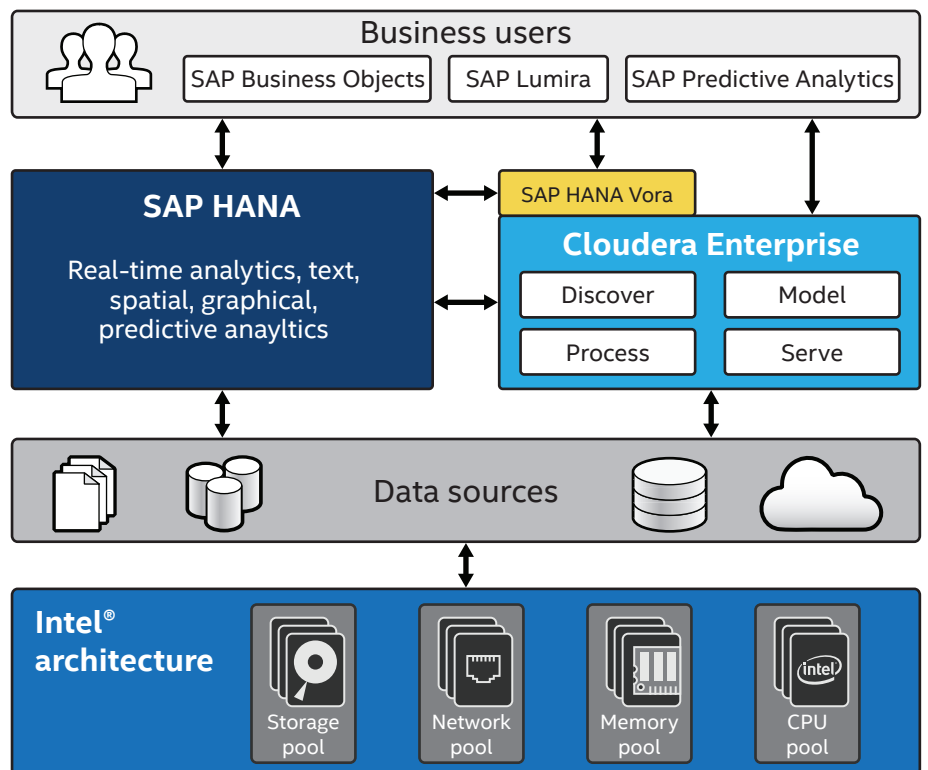 Business users
SAP Business Objects
SAP Lumira
SAP Predictive Analytics
SAP HANA
Real-time analytics, text,
spatial, graphical,
predictive anayltics
SAP HANA Vora
Cloudera Enterprise
Discover
Model
Process
Serve
Data sources
Intel®
architecture
Storage
pool
Network
pool
Memory
pool
intel
CPU
pool